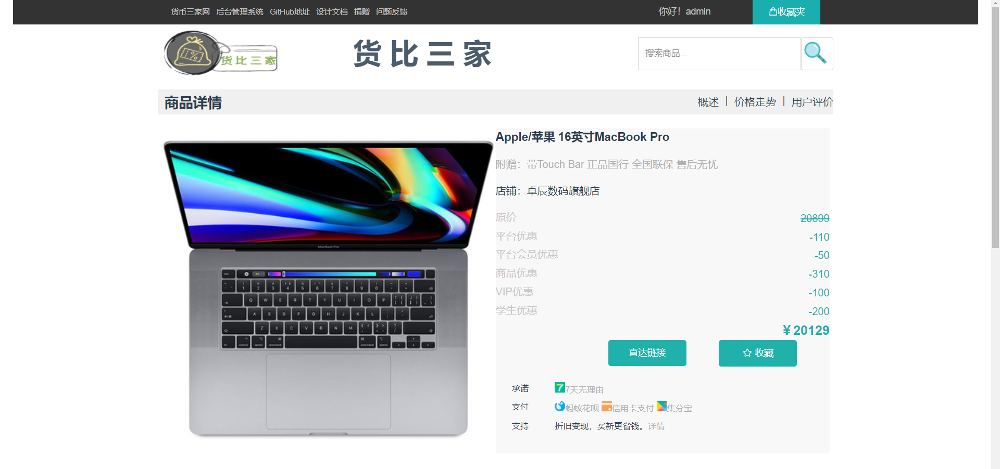 货币三家网 后台管理系统 GitHub地址 设计文档 捐赠 问题反馈 你好！admin 收藏夹
货比三家
货比三家
搜索商品...
商品详情 概述 | 价格走势 | 用户评价
Apple/苹果 16英寸MacBook Pro
附赠：带Touch Bar 正品国行 全国联保 售后无忧
店铺：卓辰数码旗舰店
原价 20899
平台优惠 -110
平台会员优惠 -50
商品优惠 -310
VIP优惠 -100
学生优惠 -200
¥20129
直达链接 收藏
承诺 7天无理由
支付 蚂蚁花呗 信用卡支付 集分宝
支持 折旧变现，买新更省钱。详情
MacBook Pro